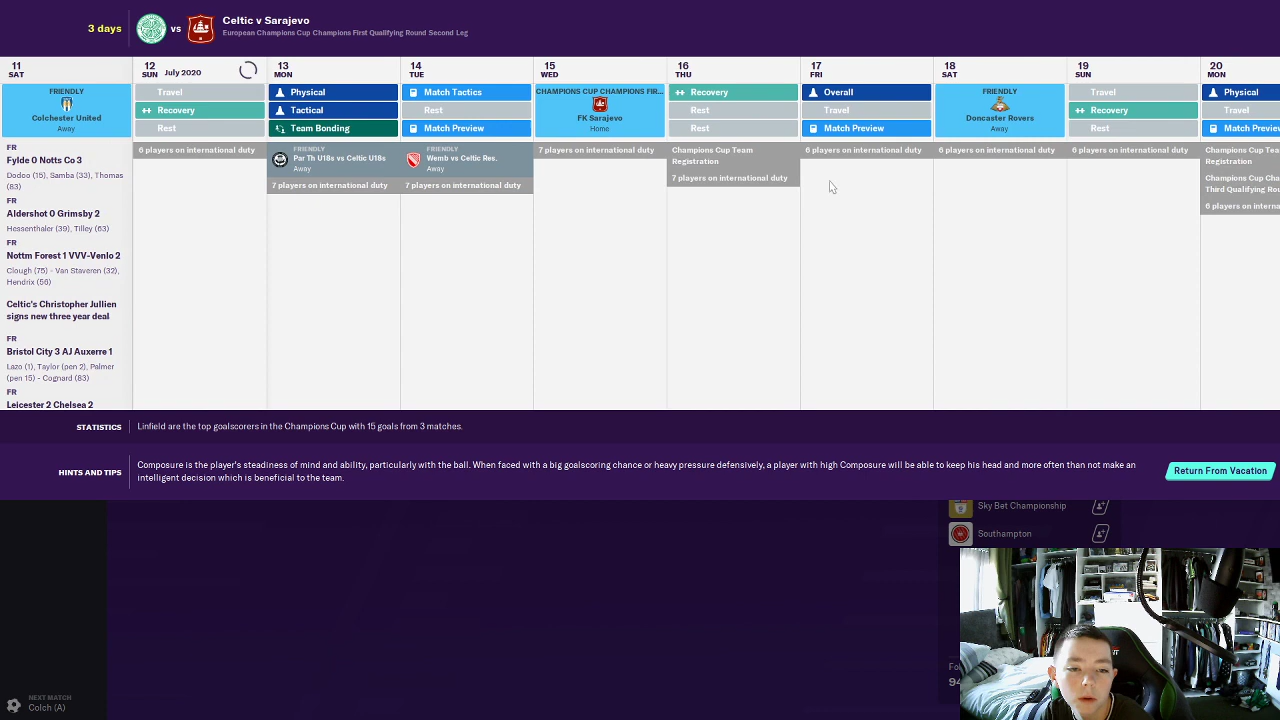 3 days
vs
Celtic v Sarajevo
European Champions Cup Champions First Qualifying Round Second Leg
11
SAT
FRIENDLY
Colchester United
Away
FR
Fylde 0 Notts Co 3
Dodoo (15), Samba (33), Thomas
(83)
FR
Aldershot 0 Grimsby 2
Hessenthaler (39), Tilley (63)
FR
Nottm Forest 1 VVV-Venlo 2
Clough (75) - Van Staveren (32),
Hendrix (56)
Celtic's Christopher Jullien
signs new three year deal
FR
Bristol City 3 AJ Auxerre 1
Lazo (1), Taylor (pen 2), Palmer
(pen 15) - Cognard (83)
FR
Leicester 2 Chelsea 2
12
SUN July 2020
Travel
Recovery
Rest
6 players on international duty
13
MON
Physical
Tactical
Team Bonding
FRIENDLY
Par Th U18s vs Celtic U18s
Away
7 players on international duty
14
TUE
Match Tactics
Rest
Match Preview
FRIENDLY
Wemb vs Celtic Res.
Away
7 players on international duty
15
WED
CHAMPIONS CUP CHAMPIONS FIR...
FK Sarajevo
Home
7 players on international duty
16
THU
Recovery
Rest
Rest
Champions Cup Team
Registration
7 players on international duty
17
FRI
Overall
Travel
Match Preview
6 players on international duty
18
SAT
FRIENDLY
Doncaster Rovers
Away
6 players on international duty
19
SUN
Travel
Recovery
Rest
6 players on international duty
20
MON
Physical
Travel
Match Preview
Champions Cup Tea
Registration
Champions Cup Cha
Third Qualifying Rou
6 players on interna
STATISTICS
Linfield are the top goalscorers in the Champions Cup with 15 goals from 3 matches.
HINTS AND TIPS
Composure is the player's steadiness of mind and ability, particularly with the ball. When faced with a big goalscoring chance or heavy pressure defensively, a player with high Composure will be able to keep his head and more often than not make an
intelligent decision which is beneficial to the team.
Return From Vacation
Sky Bet Championship
Southampton
NEXT MATCH
Colch (A)